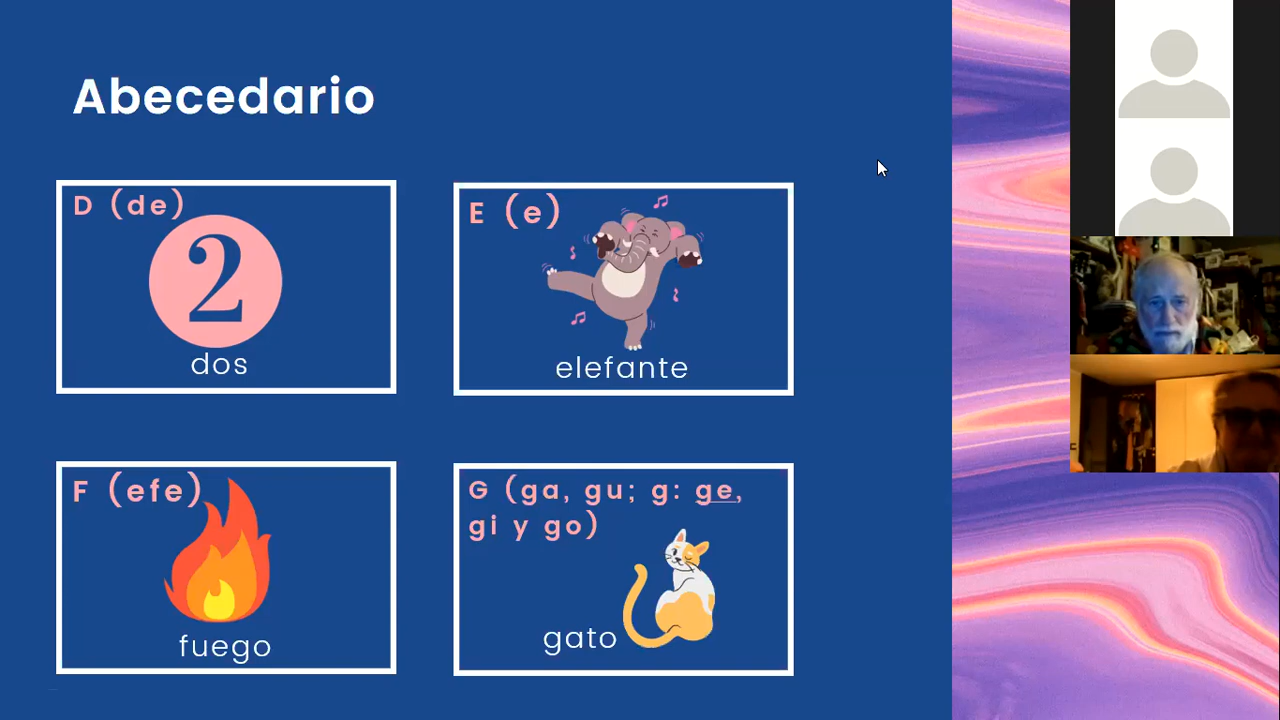 Abecedario
D (de)
2
dos
E (e)
elefante
F (efe)
fuego
G (ga, gu; g: ge,
gi y go)
gato